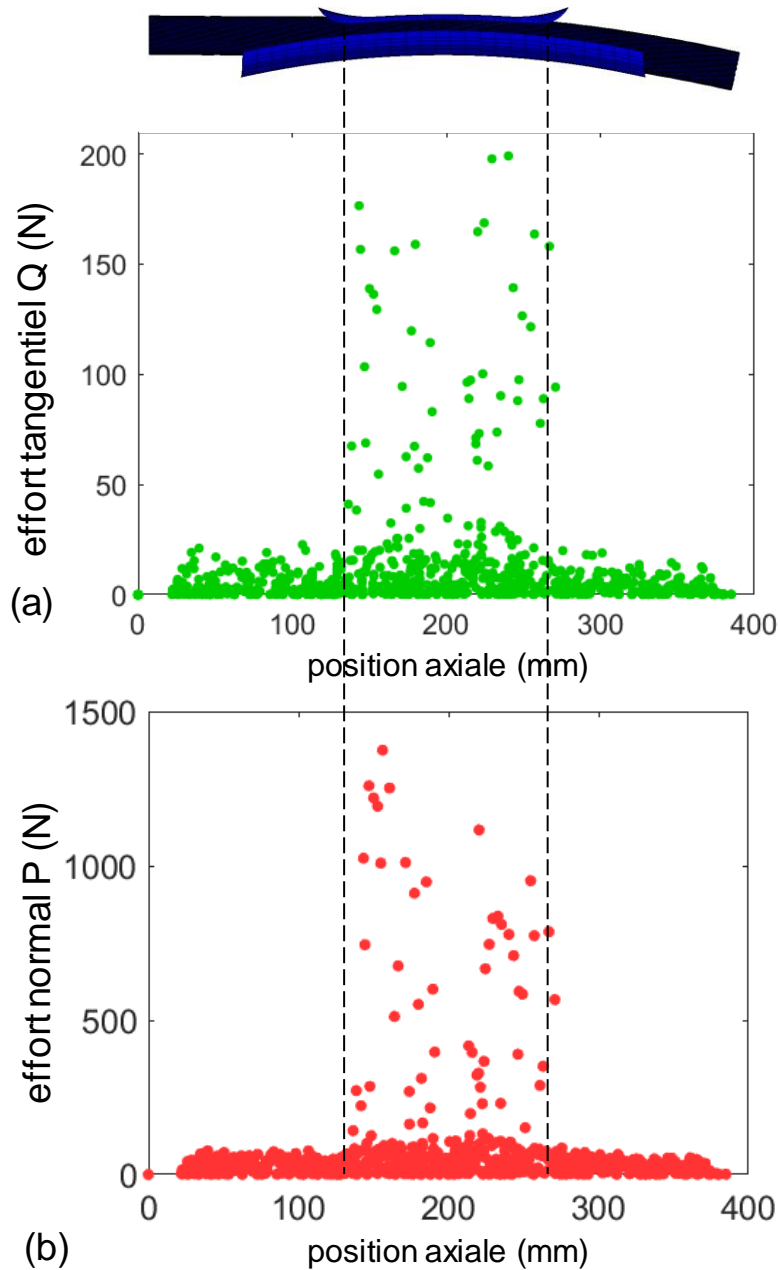 200
150
100
50
0
effort tangentiel Q (N)
(a)
0 100 200 300 400
position axiale (mm)
1500
1000
500
0
effort normal P (N)
0 100 200 300 400
(b)
position axiale (mm)